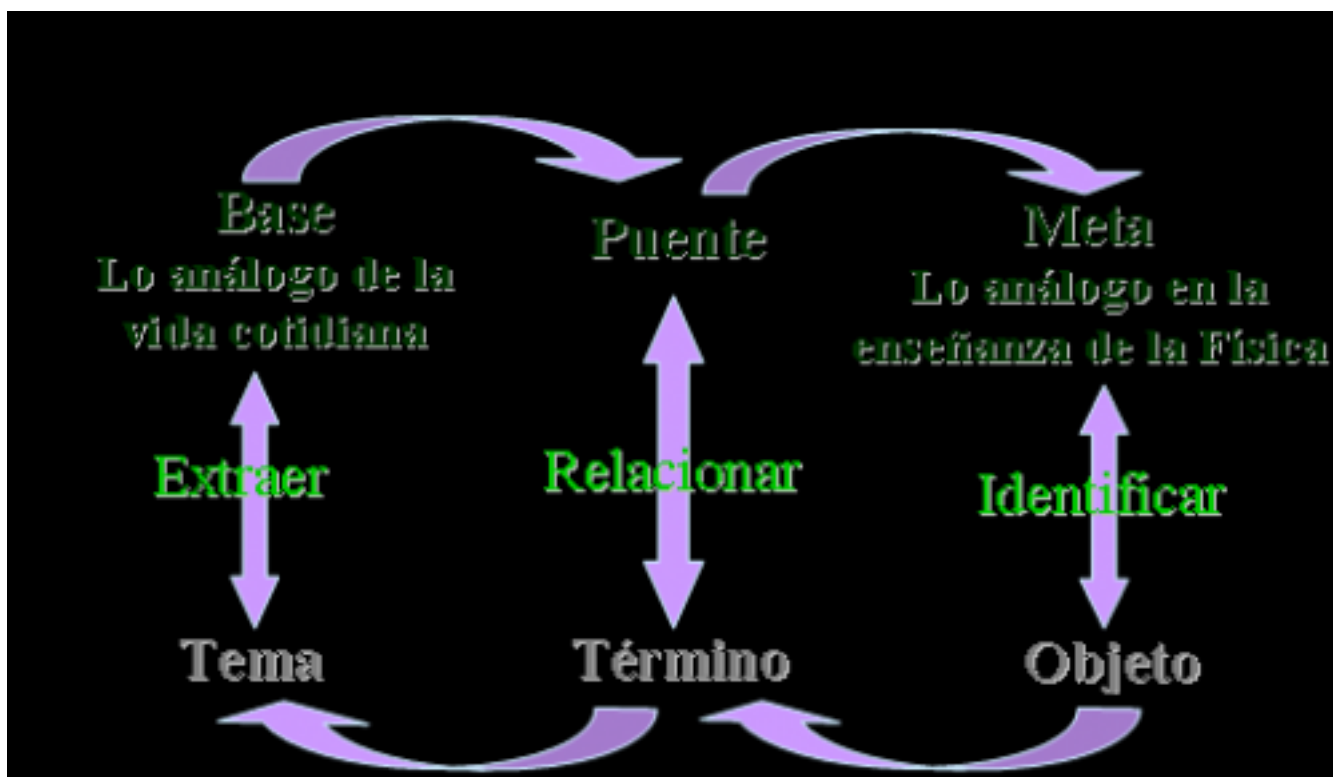 Base
Lo análogo de la
vida cotidiana
Puente
Meta
Lo análogo en la
enseñanza de la Física
Extraer
Relacionar
Identificar
Tema
Término
Objeto